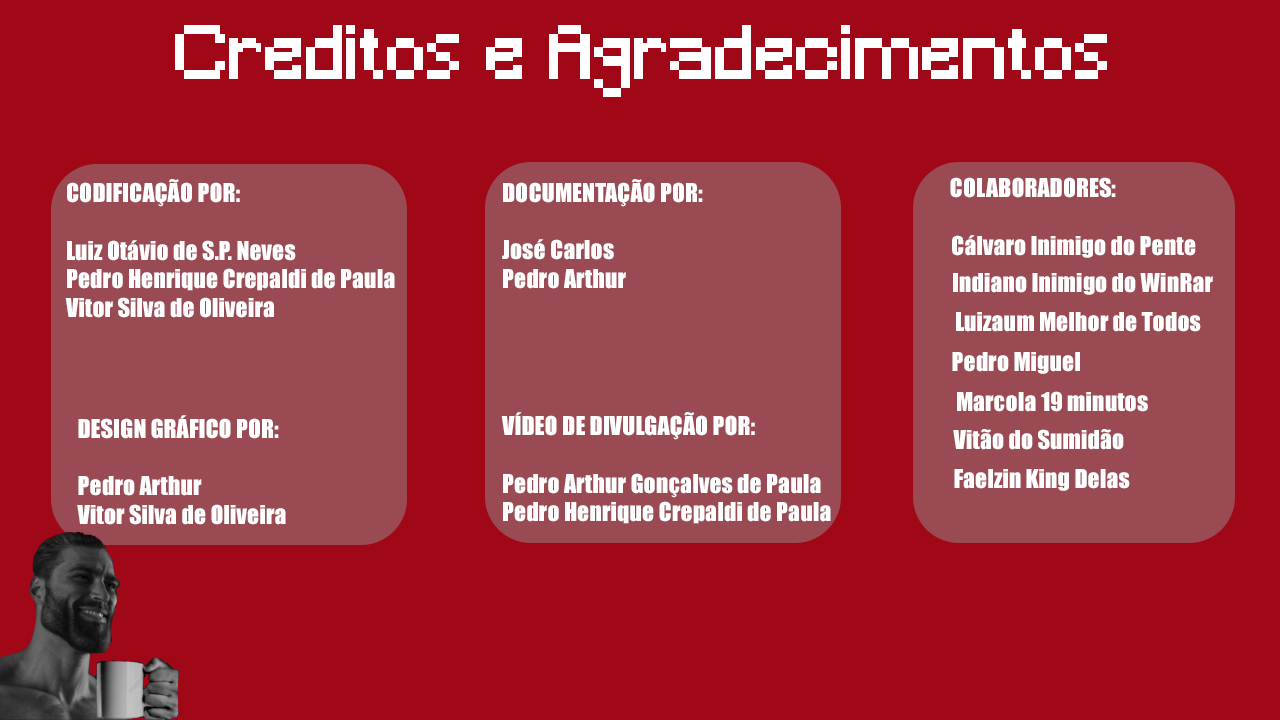 Creditos e Agradecimentos
CODIFICAÇÃO POR:
Luiz Otávio de S.P. Neves
Pedro Henrique Crepaldi de Paula
Vitor Silva de Oliveira
DESIGN GRÁFICO POR:
Pedro Arthur
Vitor Silva de Oliveira
DOCUMENTAÇÃO POR:
José Carlos
Pedro Arthur
VÍDEO DE DIVULGAÇÃO POR:
Pedro Arthur Gonçalves de Paula
Pedro Henrique Crepaldi de Paula
COLABORADORES:
Cálvaro Inimigo do Pente
Indiano Inimigo do WinRar
Luizaum Melhor de Todos
Pedro Miguel
Marcola 19 minutos
Vitão do Sumidão
Faelzin King Delas